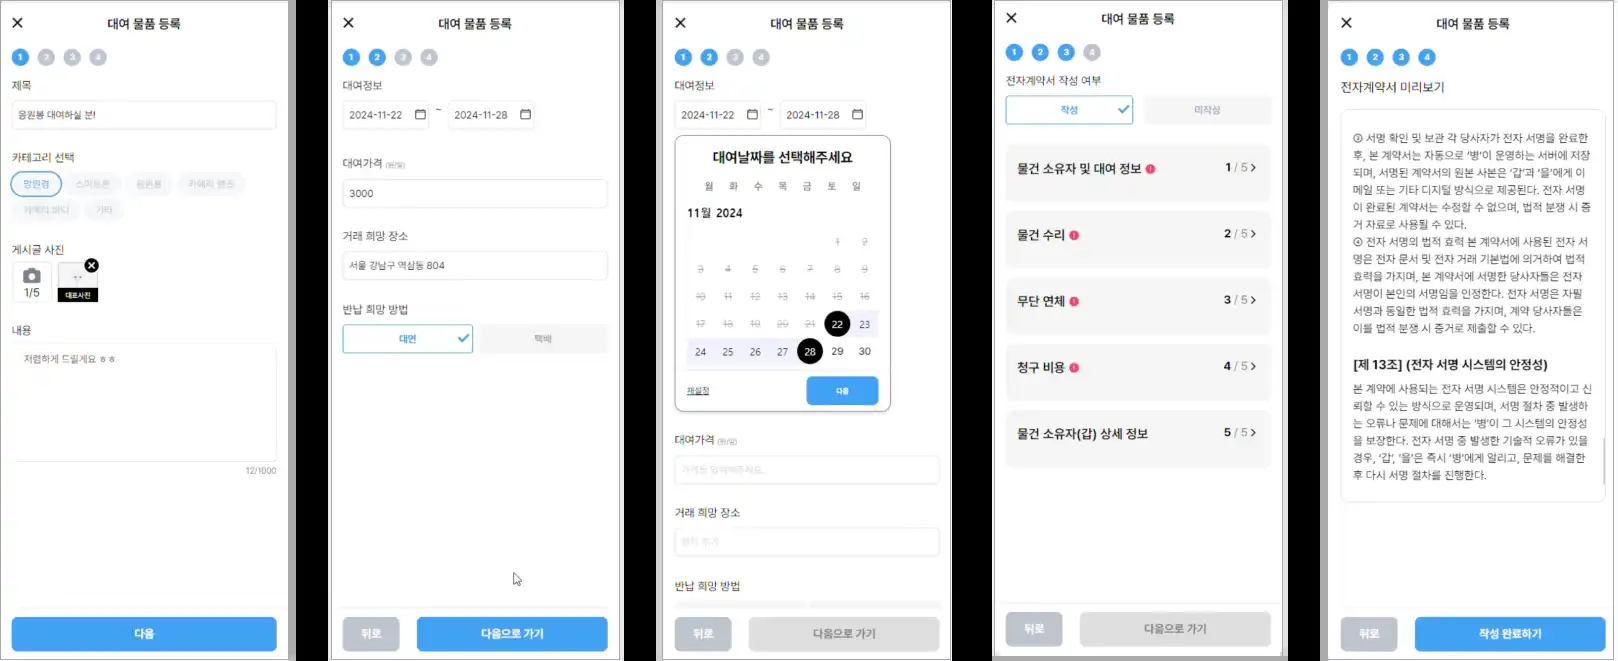 대여 물품 등록
1 2 3 4
제목
응원봉 대여하실 분!
카테고리 선택
망원경 스마트폰 응원봉 카메라 렌즈
카메라 바디 기타
게시글 사진
1/5
대표사진
내용
저렴하게 드릴게요 ㅎㅎ
12/1000
다음
대여 물품 등록
1 2 3 4
대여정보
2024-11-22 ~ 2024-11-28
대여가격 (원/일)
3000
거래 희망 장소
서울 강남구 역삼동 804
반납 희망 방법
대면 택배
뒤로 다음으로 가기
대여 물품 등록
1 2 3 4
대여정보
2024-11-22 ~ 2024-11-28
대여날짜를 선택해주세요
월 화 수 목 금 토 일
11월 2024
1 2
3 4 5 6 7 8 9
10 11 12 13 14 15 16
17 18 19 20 21 22 23
24 25 26 27 28 29 30
재설정 다음
대여가격 (원/일)
가격을 입력해주세요.
거래 희망 장소
위치 추가
반납 희망 방법
뒤로 다음으로 가기
대여 물품 등록
1 2 3 4
전자계약서 작성 여부
작성 미작성
물건 소유자 및 대여 정보 ! 1 / 5 >
물건 수리 ! 2 / 5 >
무단 연체 ! 3 / 5 >
청구 비용 ! 4 / 5 >
물건 소유자(갑) 상세 정보 5 / 5 >
뒤로 다음으로 가기
대여 물품 등록
1 2 3 4
전자계약서 미리보기
③ 서명 확인 및 보관 각 당사자가 전자 서명을 완료한
후, 본 계약서는 자동으로 '병'이 운영하는 서버에 저장
되며, 서명된 계약서의 원본 사본은 '갑'과 '을'에게 이
메일 또는 기타 디지털 방식으로 제공된다. 전자 서명
이 완료된 계약서는 수정할 수 없으며, 법적 분쟁 시 증
거 자료로 사용될 수 있다.
④ 전자 서명의 법적 효력 본 계약서에 사용된 전자 서
명은 전자 문서 및 전자 거래 기본법에 의거하여 법적
효력을 가지며, 본 계약서에 서명한 당사자들은 전자
서명이 본인의 서명임을 인정한다. 전자 서명은 자필
서명과 동일한 법적 효력을 가지며, 계약 당사자들은
이를 법적 분쟁 시 증거로 제출할 수 있다.
[제 13조] (전자 서명 시스템의 안정성)
본 계약에 사용되는 전자 서명 시스템은 안정적이고 신
뢰할 수 있는 방식으로 운영되며, 서명 절차 중 발생하
는 오류나 문제에 대해서는 '병'이 그 시스템의 안정성
을 보장한다. 전자 서명 중 발생한 기술적 오류가 있을
경우, '갑', '을'은 즉시 '병'에게 알리고, 문제를 해결한
후 다시 서명 절차를 진행한다.
뒤로 작성 완료하기